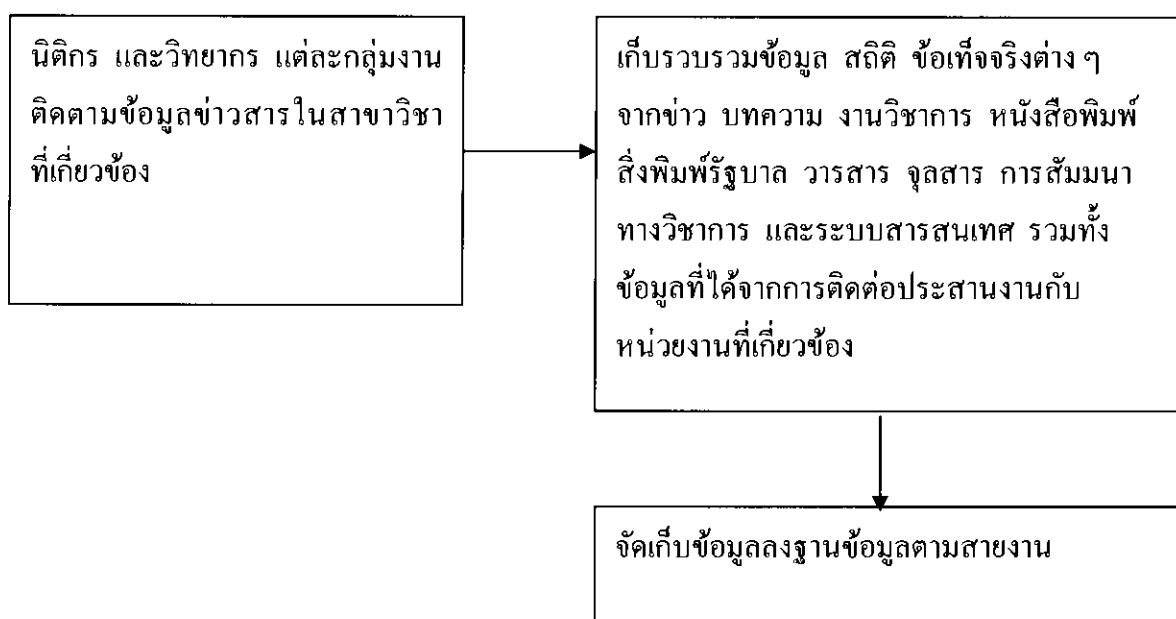 นิติกร และวิทยากร แต่ละกลุ่มงาน
ติดตามข้อมูลข่าวสารในสาขาวิชา
ที่เกี่ยวข้อง
เก็บรวบรวมข้อมูล สถิติ ข้อเท็จจริงต่าง ๆ
จากข่าว บทความ งานวิชาการ หนังสือพิมพ์
สิ่งพิมพ์รัฐบาล วารสาร จุลสาร การสัมมนา
ทางวิชาการ และระบบสารสนเทศ รวมทั้ง
ข้อมูลที่ได้จากการติดต่อประสานงานกับ
หน่วยงานที่เกี่ยวข้อง
จัดเก็บข้อมูลลงฐานข้อมูลตามสายงาน